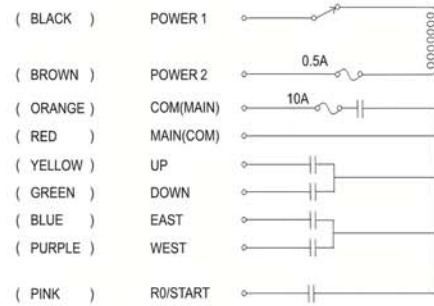 ( BLACK ) POWER 1
0.5A
( BROWN ) POWER 2
( ORANGE ) COM(MAIN) 10A
( RED ) MAIN(COM)
( YELLOW ) UP
( GREEN ) DOWN
( BLUE ) EAST
( PURPLE ) WEST
( PINK ) R0/START